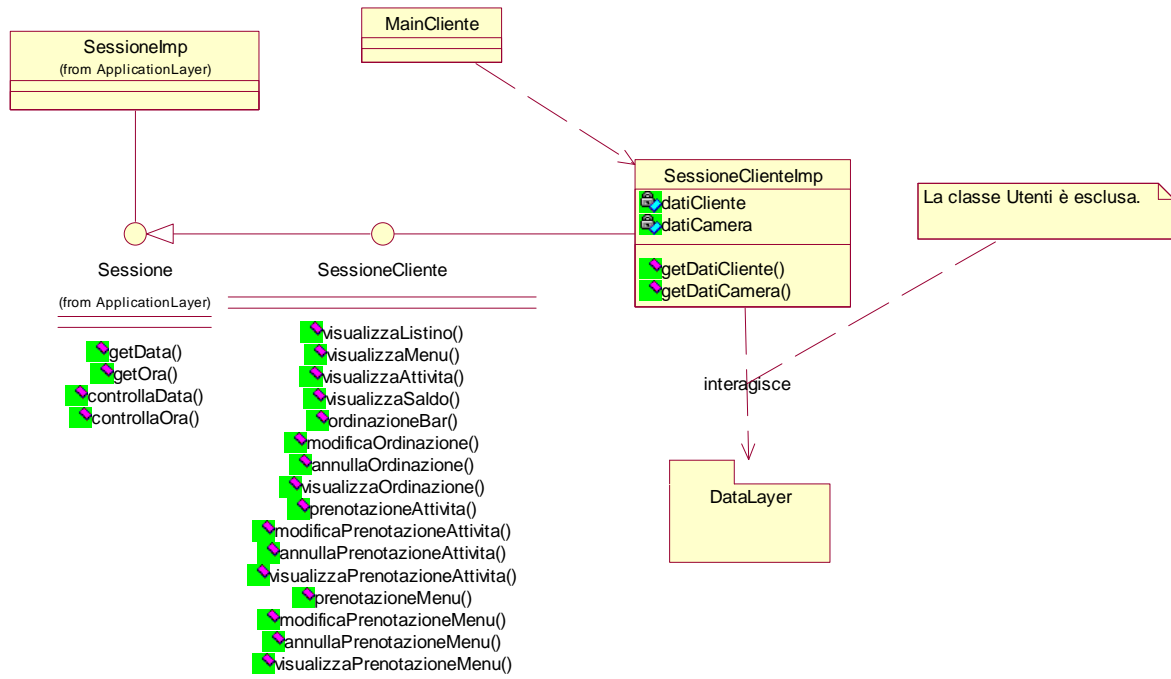 MainCliente
SessioneImp
(from ApplicationLayer)
SessioneClienteImp
datiCliente
datiCamera
getDatiCliente()
getDatiCamera()
La classe Utenti è esclusa.
Sessione
(from ApplicationLayer)
getData()
getOra()
controllaData()
controllaOra()
SessioneCliente
visualizzaListino()
visualizzaMenu()
visualizzaAttivita()
visualizzaSaldo()
ordinazioneBar()
modificaOrdinazione()
annullaOrdinazione()
visualizzaOrdinazione()
prenotazioneAttivita()
modificaPrenotazioneAttivita()
annullaPrenotazioneAttivita()
visualizzaPrenotazioneAttivita()
prenotazioneMenu()
modificaPrenotazioneMenu()
annullaPrenotazioneMenu()
visualizzaPrenotazioneMenu()
interagisce
DataLayer